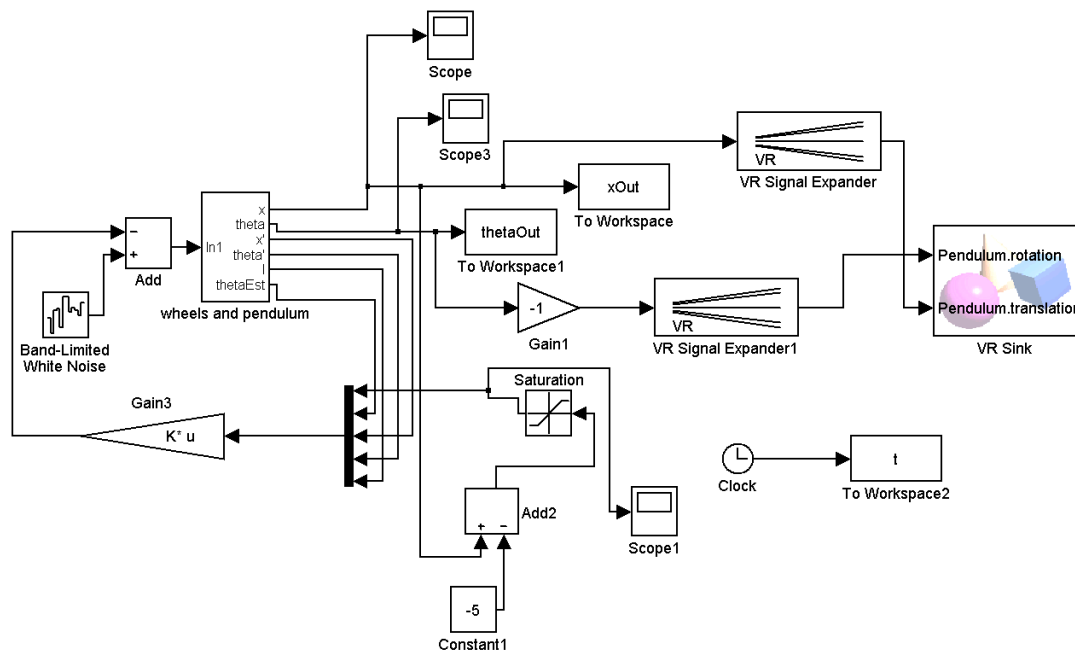 Scope
Scope3
VR
VR Signal Expander
xOut
To Workspace
thetaOut
To Workspace1
In1
x
theta
x'
theta'
I
thetaEst
wheels and pendulum
−
+
Add
Band-Limited
White Noise
-1
Gain1
VR
VR Signal Expander1
Pendulum.rotation
Pendulum.translation
VR Sink
Gain3
K* u
Saturation
Clock
t
To Workspace2
+ −
Add2
Scope1
-5
Constant1